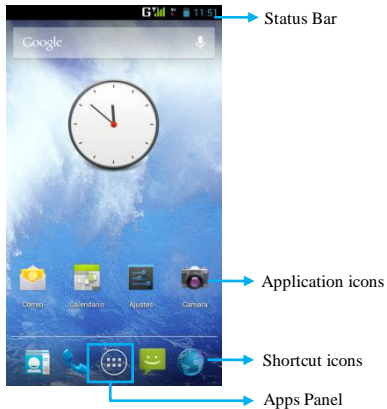 G 11:51
Status Bar
Google
Correo
Calendario
Ajustes
Cámara
Application icons
Shortcut icons
Apps Panel